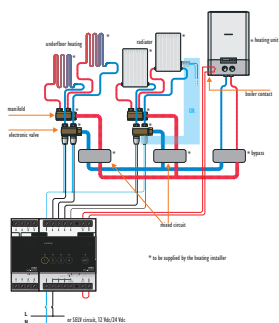 underfloor heating
*
*
radiator
*
*
* heating unit
OR
manifold
*
*
electronic valve
*
*
boiler contact
*
*
* bypass
mixed circuit
* to be supplied by the heating installer
L
N
or SELV circuit, 12 Vdc/24 Vdc